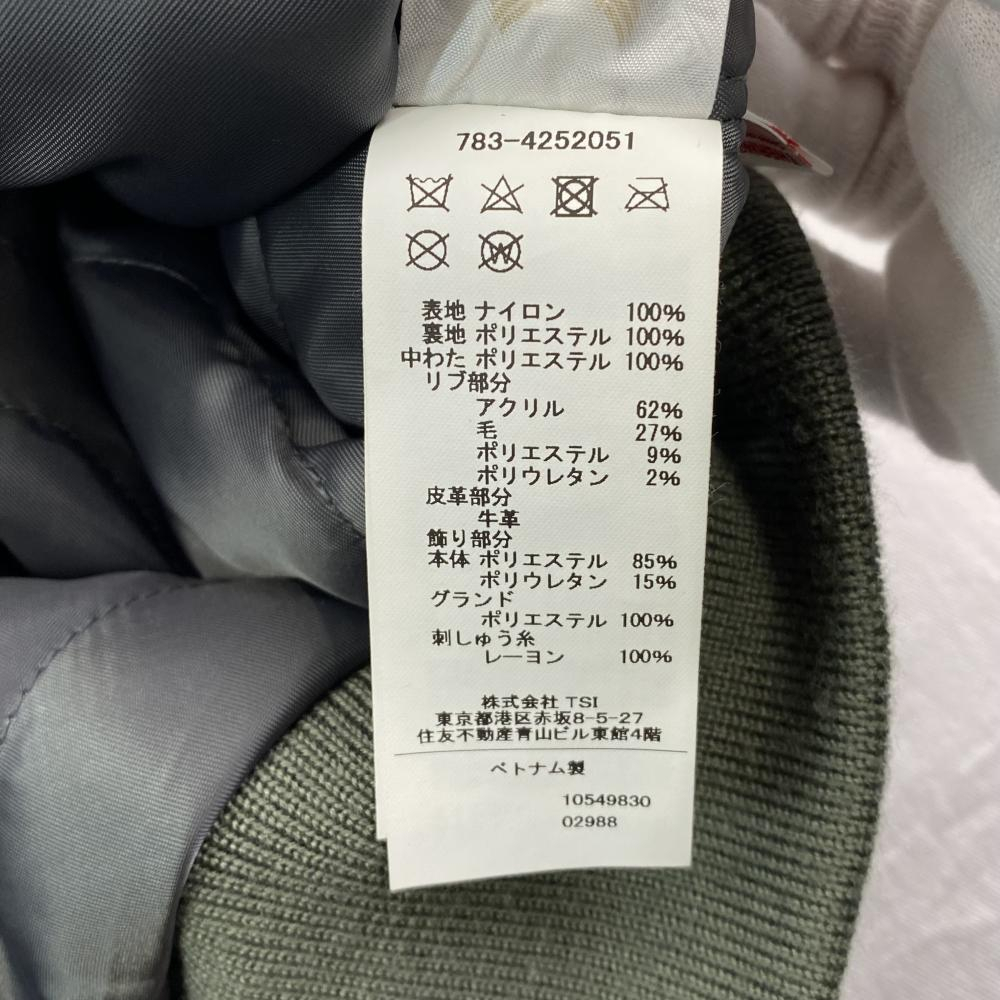 783-4252051
表地 ナイロン 100%
裏地 ポリエステル 100%
中わた ポリエステル 100%
リブ部分
アクリル 62%
毛 27%
ポリエステル 9%
ポリウレタン 2%
皮革部分
牛革
飾り部分
本体 ポリエステル 85%
ポリウレタン 15%
グランド
ポリエステル 100%
刺しゅう糸
レーヨン 100%
株式会社 TSI
東京都港区赤坂8-5-27
住友不動産青山ビル東館4階
ベトナム製
10549830
02988